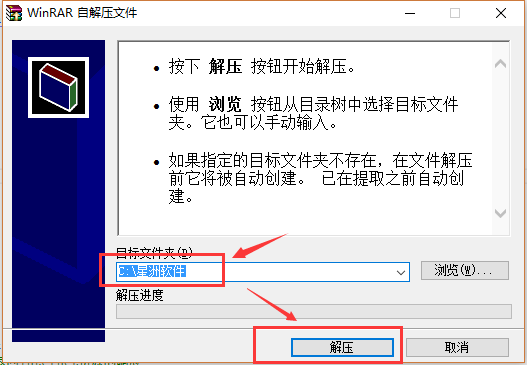 WinRAR 自解压文件
• 按下 解压 按钮开始解压。
• 使用 浏览 按钮从目录树中选择目标文件
夹。它也可以手动输入。
• 如果指定的目标文件夹不存在，在文件解压
前它将被自动创建。 已在提取之前自动创
建。
目标文件夹(D)
C:\星洲软件
浏览(W)...
解压进度
解压
取消